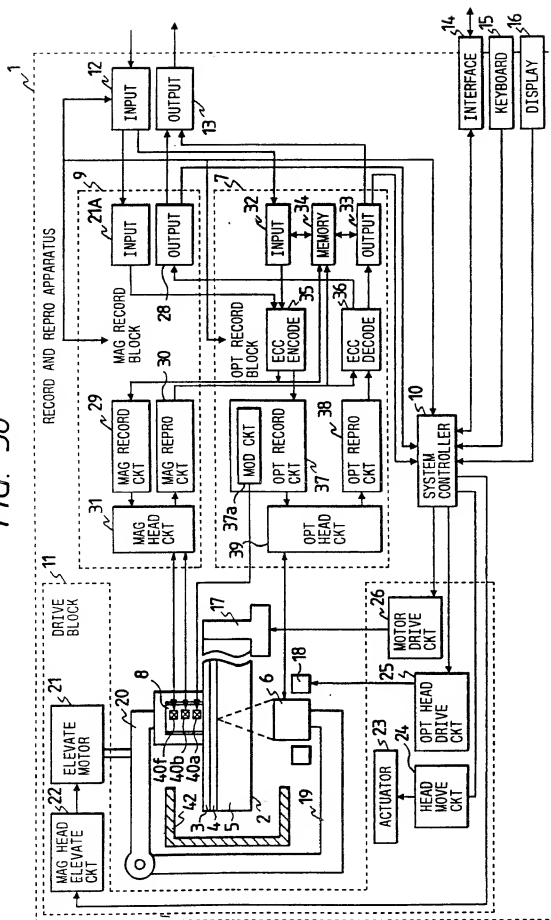 FIG.
RECORD AND REPRO APPARATUS
1
11
DRIVE
BLOCK
22
MAG HEAD
ELEVATE
CKT
21
ELEVATE
MOTOR
20
31
MAG HEAD
CKT
29
MAG RECORD
CKT
MAG REPRO
CKT
30
MAG RECORD
BLOCK
9
21A
INPUT
OUTPUT
28
12
INPUT
OUTPUT
13
8
40f
40b
40a
3
4
5
2
42
17
6
18
19
OPT RECORD
BLOCK
7
37a
MOD CKT
OPT RECORD
CKT
37
39
OPT HEAD
CKT
OPT REPRO
CKT
38
ECC
ENCODE
35
ECC
DECODE
36
32
INPUT
MEMORY
34
OUTPUT
33
23
ACTUATOR
24
HEAD
MOVE
CKT
25
OPT HEAD
DRIVE
CKT
26
MOTOR DRIVE
CKT
SYSTEM
CONTROLLER
10
14
INTERFACE
15
KEYBOARD
16
DISPLAY